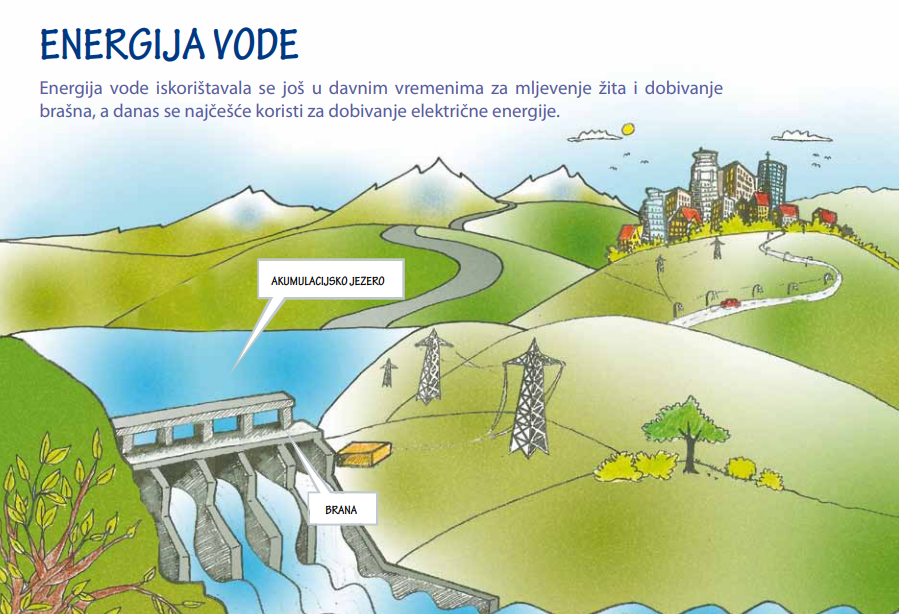 ENERGIJA VODE
Energija vode iskorištavala se još u davnim vremenima za mljevenje žita i dobivanje
brašna, a danas se najčešće koristi za dobivanje električne energije.
AKUMULACIJSKO JEZERO
BRANA